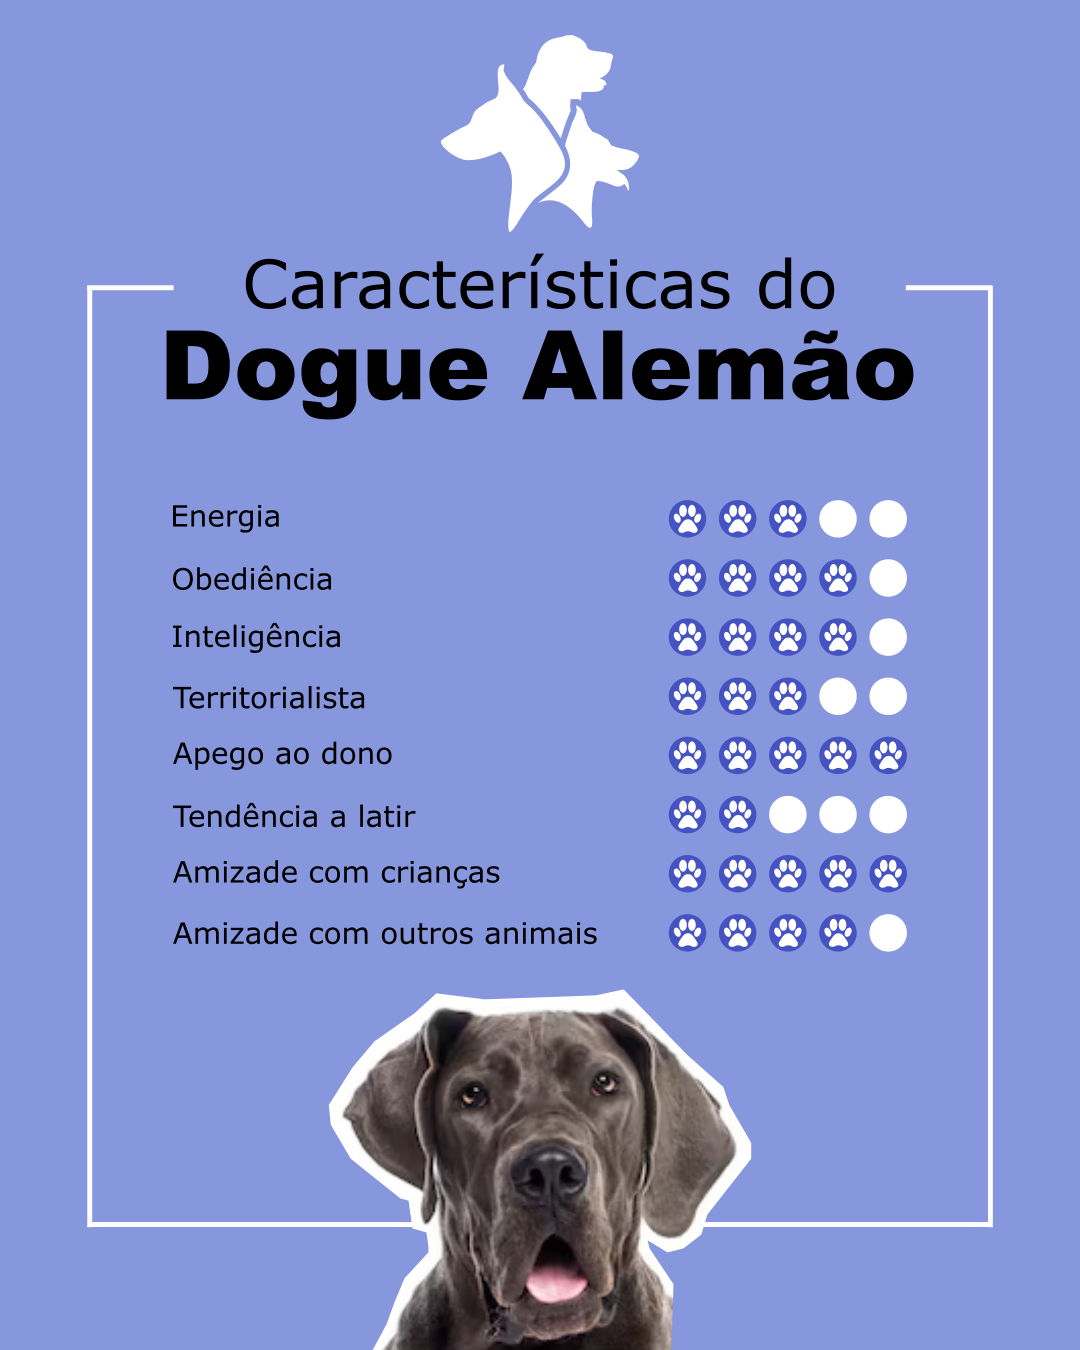 Características do
Dogue Alemão
Energia
Obediência
Inteligência
Territorialista
Apego ao dono
Tendência a latir
Amizade com crianças
Amizade com outros animais